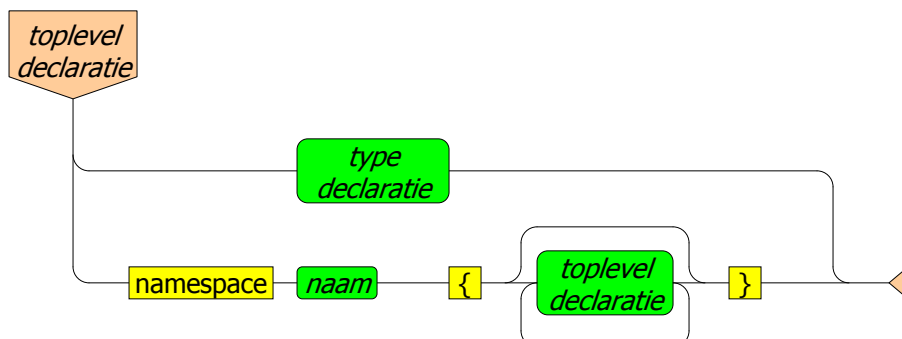 toplevel
declaratie
type
declaratie
namespace naam { toplevel declaratie }